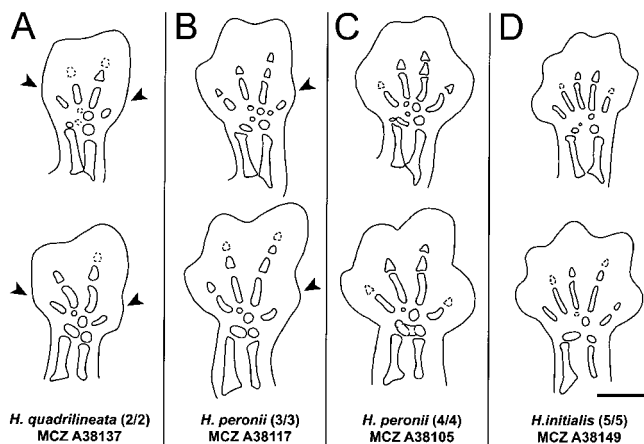 A
B
C
D
H. quadrilineata (2/2)
MCZ A38137
H. peronii (3/3)
MCZ A38117
H. peronii (4/4)
MCZ A38105
H.initialis (5/5)
MCZ A38149